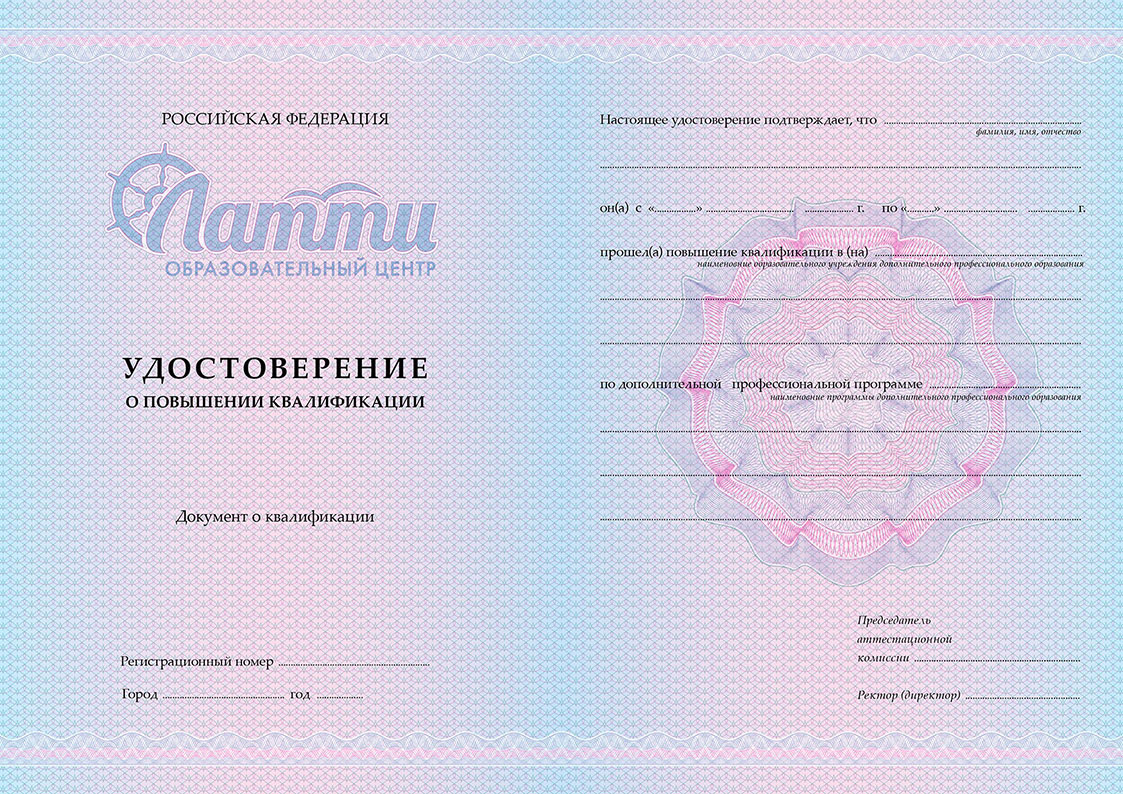 РОССИЙСКАЯ ФЕДЕРАЦИЯ
Латти
ОБРАЗОВАТЕЛЬНЫЙ ЦЕНТР
УДОСТОВЕРЕНИЕ
О ПОВЫШЕНИИ КВАЛИФИКАЦИИ
Документ о квалификации
Регистрационный номер ..........
Город .......... год ..........
Настоящее удостоверение подтверждает, что ..........
фамилия, имя, отчество
он(а) с «..........» .......... .......... г. по «..........» .......... .......... г.
прошел(а) повышение квалификации в (на) ..........
наименовние образовательного учреждения дополнительного профессионального образования
по дополнительной профессиональной программе ..........
наименовние программы дополнительного профессионального образования
Председатель
аттестационной
комиссии ..........
Ректор (директор) ..........